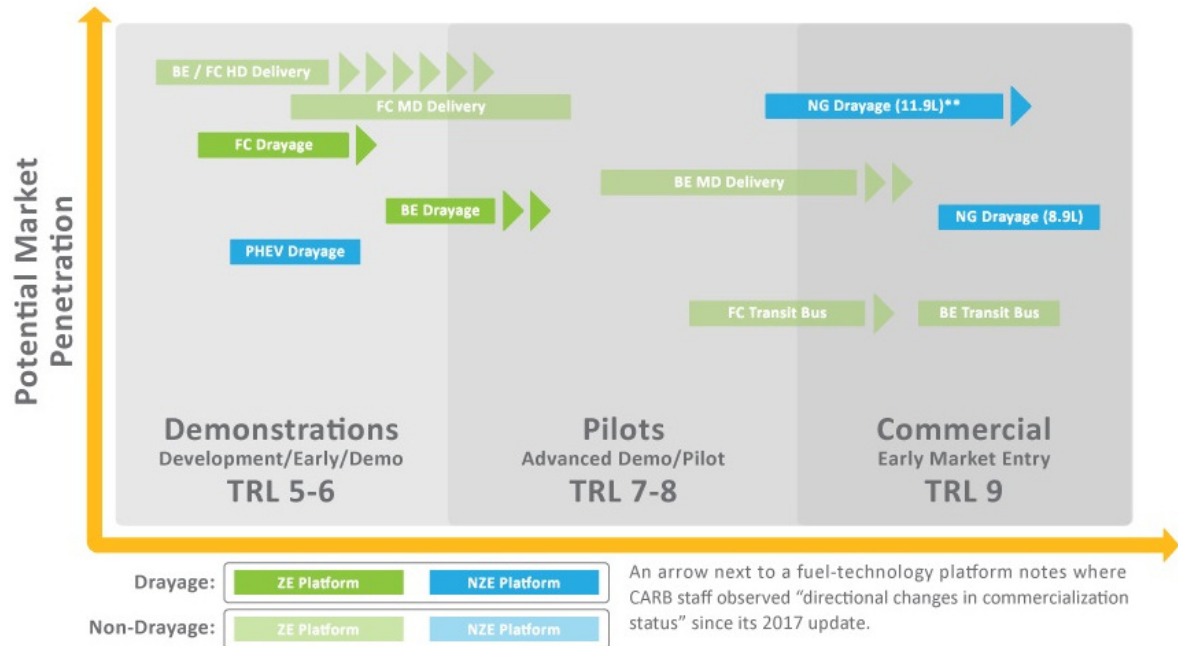 Potential Market
Penetration
BE / FC HD Delivery
FC MD Delivery
NG Drayage (11.9L)**
FC Drayage
BE MD Delivery
BE Drayage
NG Drayage (8.9L)
PHEV Drayage
FC Transit Bus
BE Transit Bus
Demonstrations
Development/Early/Demo
TRL 5-6
Pilots
Advanced Demo/Pilot
TRL 7-8
Commercial
Early Market Entry
TRL 9
Drayage:
ZE Platform
NZE Platform
Non-Drayage:
ZE Platform
NZE Platform
An arrow next to a fuel-technology platform notes where
CARB staff observed “directional changes in commercialization
status” since its 2017 update.